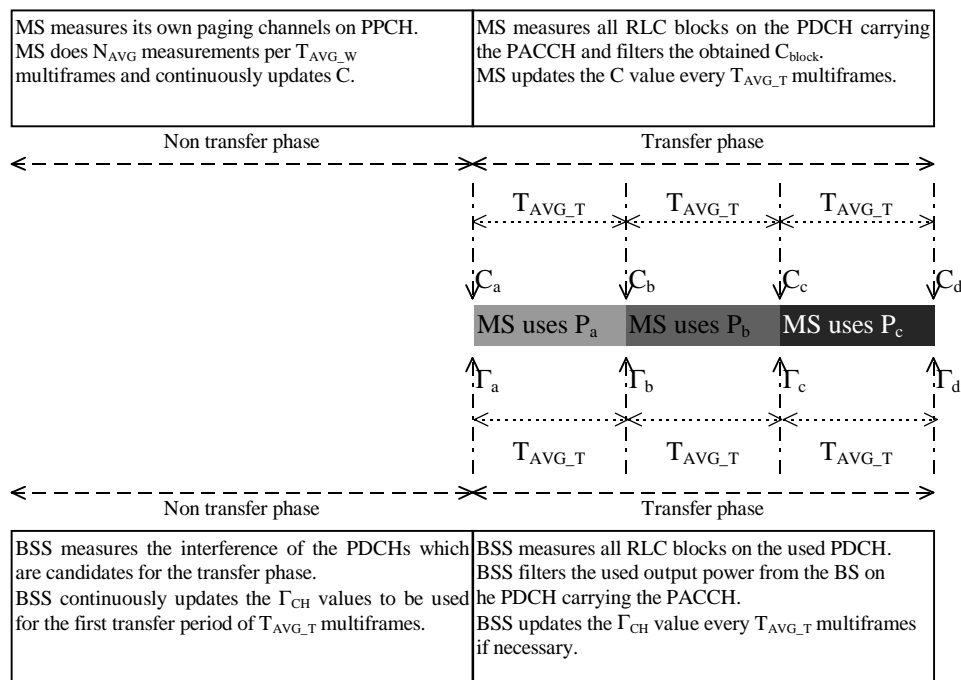 MS measures its own paging channels on PPCH.
MS does N_AVG measurements per T_AVG_W
multiframes and continuously updates C.
MS measures all RLC blocks on the PDCH carrying
the PACCH and filters the obtained C_block.
MS updates the C value every T_AVG_T multiframes.
Non transfer phase
Transfer phase
T_AVG_T T_AVG_T T_AVG_T
C_a C_b C_c C_d
MS uses P_a MS uses P_b MS uses P_c
Γ_a Γ_b Γ_c Γ_d
T_AVG_T T_AVG_T T_AVG_T
Non transfer phase
Transfer phase
BSS measures the interference of the PDCHs which
are candidates for the transfer phase.
BSS continuously updates the Γ_CH values to be used
for the first transfer period of T_AVG_T multiframes.
BSS measures all RLC blocks on the used PDCH.
BSS filters the used output power from the BS on
he PDCH carrying the PACCH.
BSS updates the Γ_CH value every T_AVG_T multiframes
if necessary.